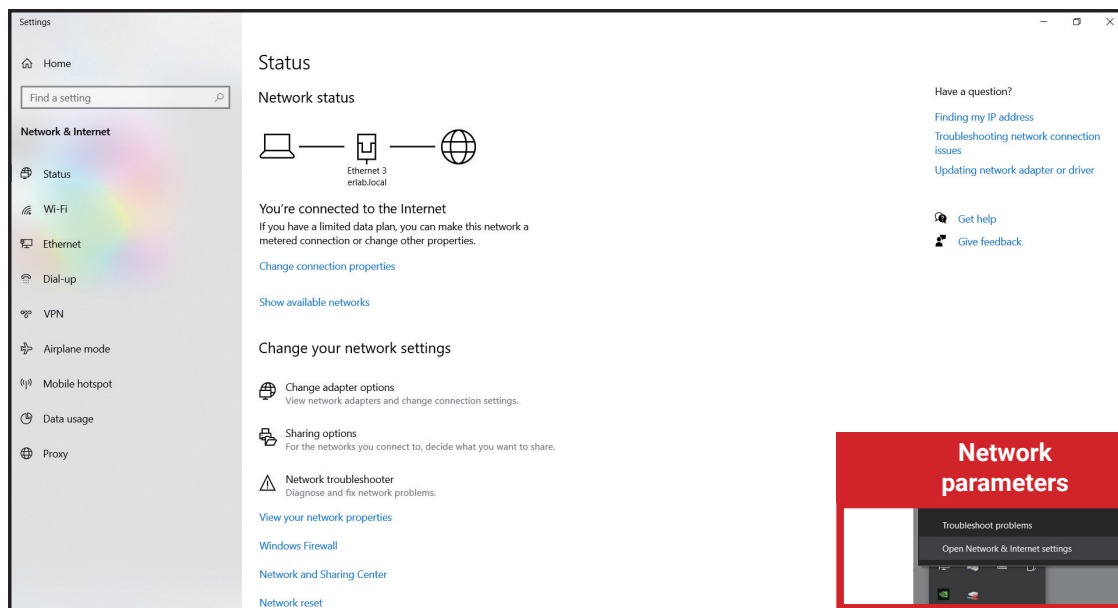 Settings
Home
Find a setting
Network & Internet
Status
Wi-Fi
Ethernet
Dial-up
VPN
Airplane mode
Mobile hotspot
Data usage
Proxy
Status
Network status
Ethernet 3
erlab.local
You're connected to the Internet
If you have a limited data plan, you can make this network a
metered connection or change other properties.
Change connection properties
Show available networks
Change your network settings
Change adapter options
View network adapters and change connection settings.
Sharing options
For the networks you connect to, decide what you want to share.
Network troubleshooter
Diagnose and fix network problems.
View your network properties
Windows Firewall
Network and Sharing Center
Network reset
Have a question?
Finding my IP address
Troubleshooting network connection
issues
Updating network adapter or driver
Get help
Give feedback
Network
parameters
Troubleshoot problems
Open Network & Internet settings